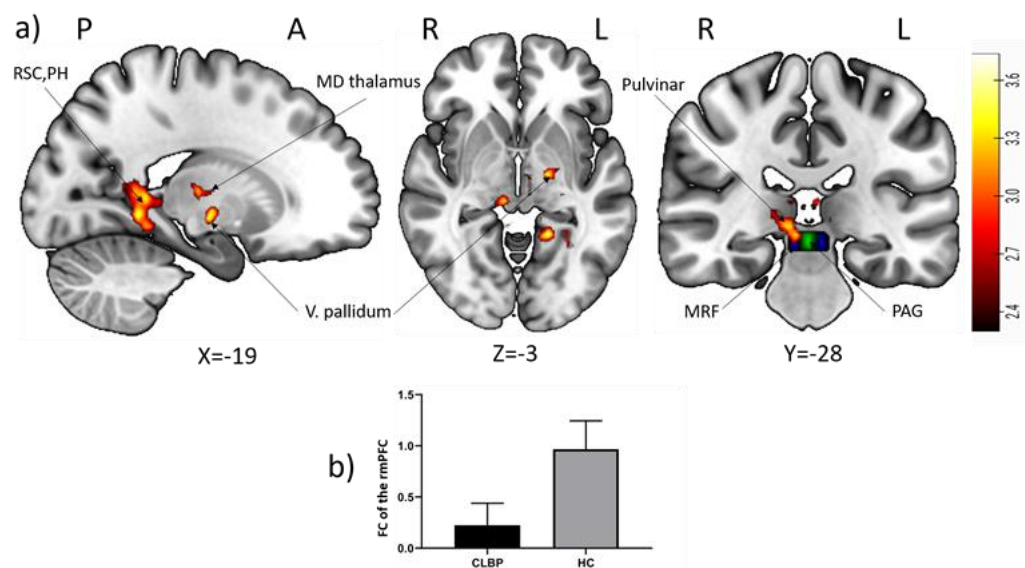 a) P A R L R L
RSC,PH
MD thalamus
Pulvinar
3.6
3.3
3.0
2.7
2.4
V. pallidum
MRF
PAG
X=-19
Z=-3
Y=-28
b)
FC of the rmPFC
1.5
1.0
0.5
0.0
CLBP
HC